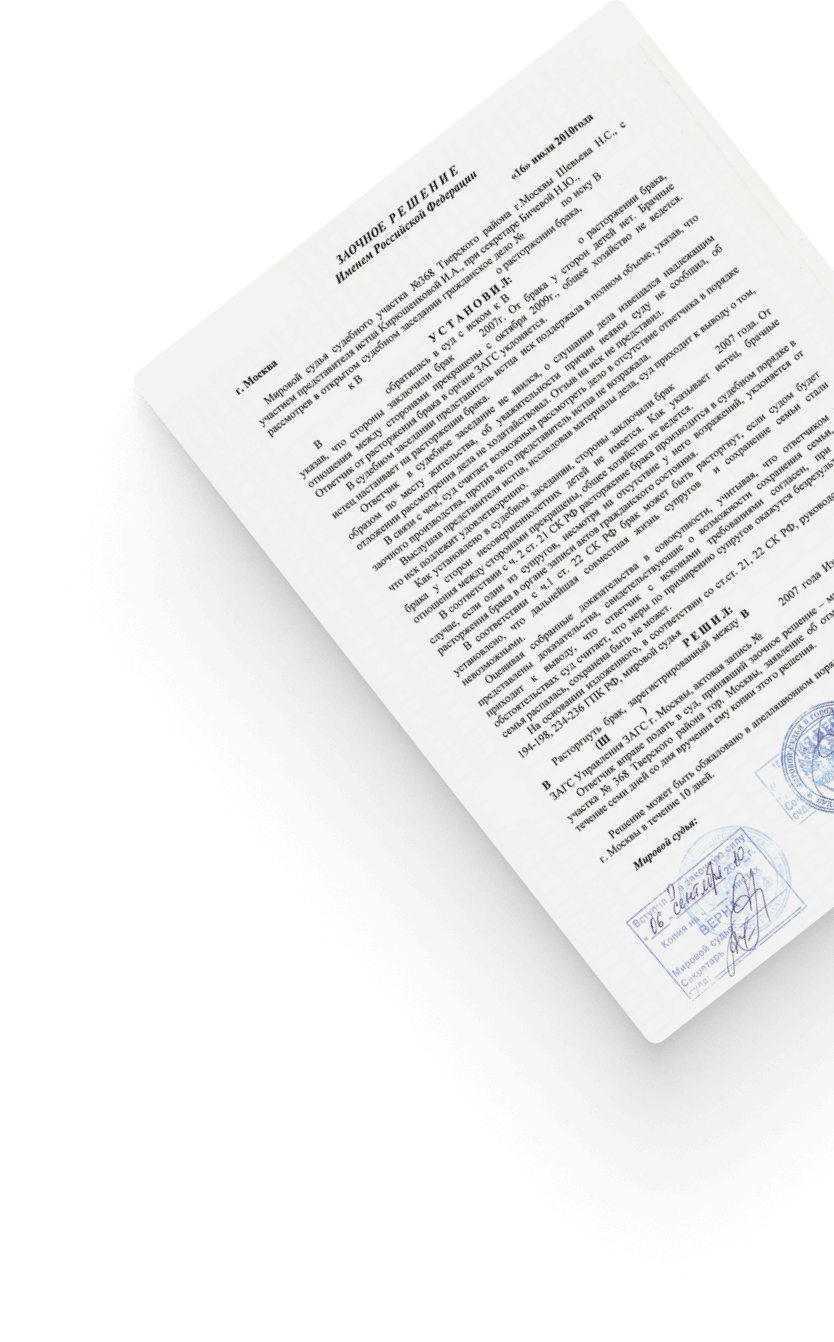 ЗАОЧНОЕ РЕШЕНИЕ
Именем Российской Федерации
г. Москва «16» июля 2010года
Мировой судья судебного участка №368 Тверского района г.Москвы Шевьева Н.С., с
участием представителя истца Кирюшенковой И.А., при секретаре Бичевой Н.Ю.,
рассмотрев в открытом судебном заседании гражданское дело № по иску В
к В о расторжении брака,
УСТАНОВИЛ:
В обратилась в суд с иском к В о расторжении брака,
указав, что стороны заключили брак 2007г. От брака у сторон детей нет. Брачные
отношения между сторонами прекращены с октября 2009г., общее хозяйство не ведется.
Ответчик от расторжения брака в органе ЗАГС уклоняется.
В судебном заседании представитель истца иск поддержала в полном объеме, указав, что
истец настаивает на расторжении брака.
Ответчик в судебное заседание не явился, о слушании дела извещался надлежащим
образом по месту жительства, об уважительности причин неявки суду не сообщил, об
отложении рассмотрения дела не ходатайствовал. Отзыв на иск не представил.
В связи с чем, суд считает возможным рассмотреть дело в отсутствие ответчика в порядке
заочного производства, против чего представитель истца не возражала.
Выслушав представителя истца, исследовав материалы дела, суд приходит к выводу о том,
что иск подлежит удовлетворению.
Как установлено в судебном заседании, стороны заключили брак 2007 года. От
брака у сторон несовершеннолетних детей не имеется. Как указывает истец, брачные
отношения между сторонами прекращены, общее хозяйство не ведется.
В соответствии с ч. 2 ст. 21 СК РФ расторжение брака производится в судебном порядке в
случае, если один из супругов, несмотря на отсутствие у него возражений, уклоняется от
расторжения брака в органе записи актов гражданского состояния.
В соответствии с ч.1 ст. 22 СК РФ брак может быть расторгнут, если судом будет
установлено, что дальнейшая совместная жизнь супругов и сохранение семьи стали
невозможными.
Оценивая собранные доказательства в совокупности, учитывая, что ответчиком
представлены доказательства, свидетельствующие о возможности сохранения семьи,
приходит к выводу, что ответчик с исковыми требованиями согласен, при
обстоятельствах суд считает, что меры по примирению супругов окажутся
семья распалась, сохранена быть не может.
На основании изложенного, в соответствии со ст.ст. 21, 22 СК РФ,
194-198, 234-236 ГПК РФ, мировой судья
РЕШИЛ:
Расторгнуть брак, зарегистрированный между В
В (Ш ) 2007 года
ЗАГС Управления ЗАГС г. Москвы, актовая запись №
Ответчик вправе подать в суд, принявший заочное решение –
участка № 368 Тверского района гор. Москвы, заявление об
течение семи дней со дня вручения ему копии этого решения.
Решение может быть обжаловано в апелляционном
г. Москвы в течение 10 дней.
Мировой судья:
06 сентября 10
Копия
ВЕРНА
Мировой судья
Секретарь
суда: